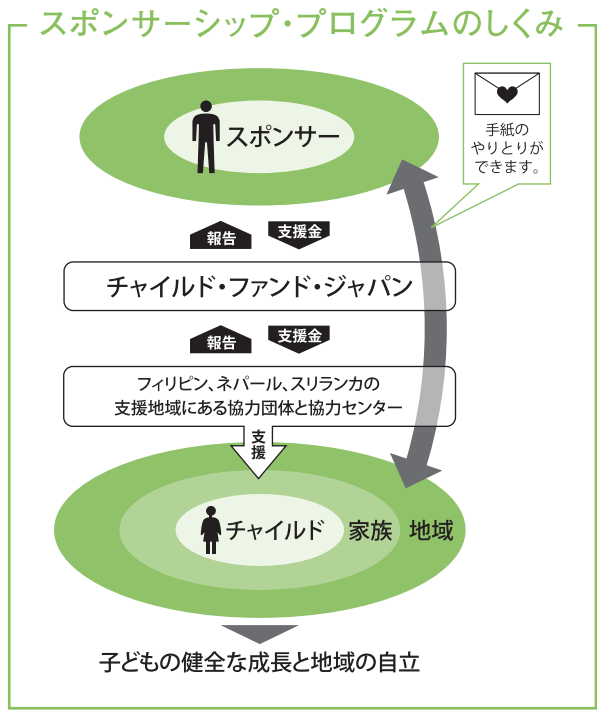 スポンサーシップ・プログラムのしくみ
手紙の
やりとりが
できます。
スポンサー
報告 支援金
チャイルド・ファンド・ジャパン
報告 支援金
フィリピン、ネパール、スリランカの
支援地域にある協力団体と協力センター
支援
チャイルド 家族 地域
子どもの健全な成長と地域の自立